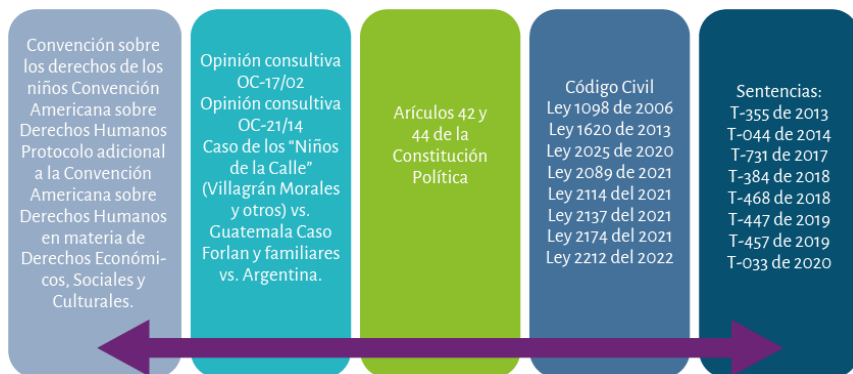 Convención sobre
los derechos de los
niños Convención
Americana sobre
Derechos Humanos
Protocolo adicional
a la Convención
Americana sobre
Derechos Humanos
en materia de
Derechos Económi-
cos, Sociales y
Culturales.
Opinión consultiva
OC-17/02
Opinión consultiva
OC-21/14
Caso de los “Niños
de la Calle”
(Villagrán Morales
y otros) vs.
Guatemala Caso
Forlan y familiares
vs. Argentina.
Arículos 42 y
44 de la
Constitución
Política
Código Civil
Ley 1098 de 2006
Ley 1620 de 2013
Ley 2025 de 2020
Ley 2089 de 2021
Ley 2114 del 2021
Ley 2137 del 2021
Ley 2174 del 2021
Ley 2212 del 2022
Sentencias:
T-355 de 2013
T-044 de 2014
T-731 de 2017
T-384 de 2018
T-468 de 2018
T-447 de 2019
T-457 de 2019
T-033 de 2020